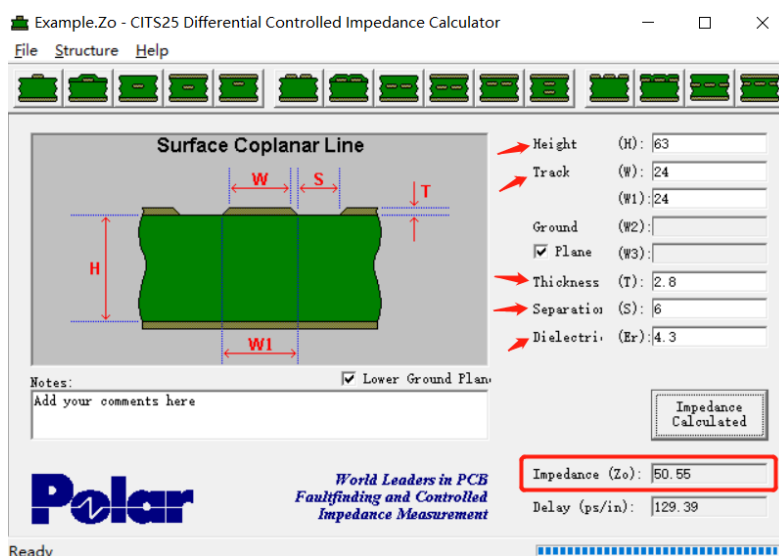 Example.Zo - CITS25 Differential Controlled Impedance Calculator
File Structure Help
Surface Coplanar Line
W
S
T
H
W1
Height (H): 63
Track (W): 24
(W1): 24
Ground (W2):
Plane (W3):
Thickness (T): 2.8
Separatio (S): 6
Dielectri. (Er): 4.3
Lower Ground Plan
Notes:
Add your comments here
Impedance
Calculated
Polar
World Leaders in PCB
Faultfinding and Controlled
Impedance Measurement
Impedance (Zo): 50.55
Delay (ps/in): 129.39
Ready